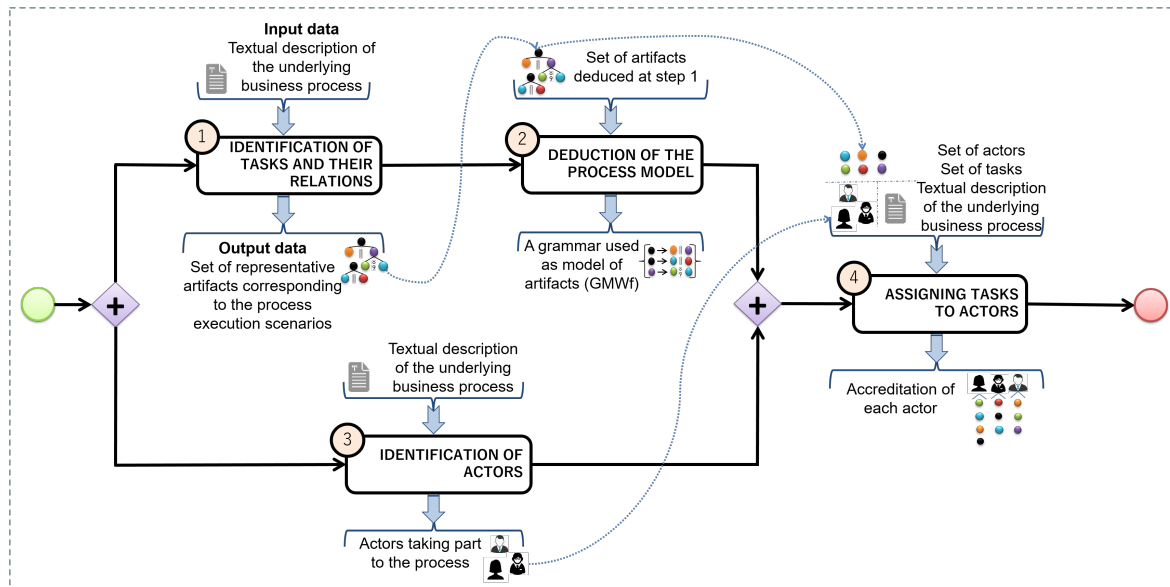 Input data
Textual description of
the underlying
business process
1
IDENTIFICATION OF
TASKS AND THEIR
RELATIONS
Output data
Set of representative
artifacts corresponding
to the process
execution scenarios
Set of artifacts
deduced at step 1
2
DEDUCTION OF THE
PROCESS MODEL
A grammar used
as model of
artifacts (GMWf)
Textual description
of the underlying
business process
3
IDENTIFICATION OF
ACTORS
Actors taking part
to the process
Set of actors
Set of tasks
Textual description
of the underlying
business process
4
ASSIGNING TASKS
TO ACTORS
Accreditation of
each actor